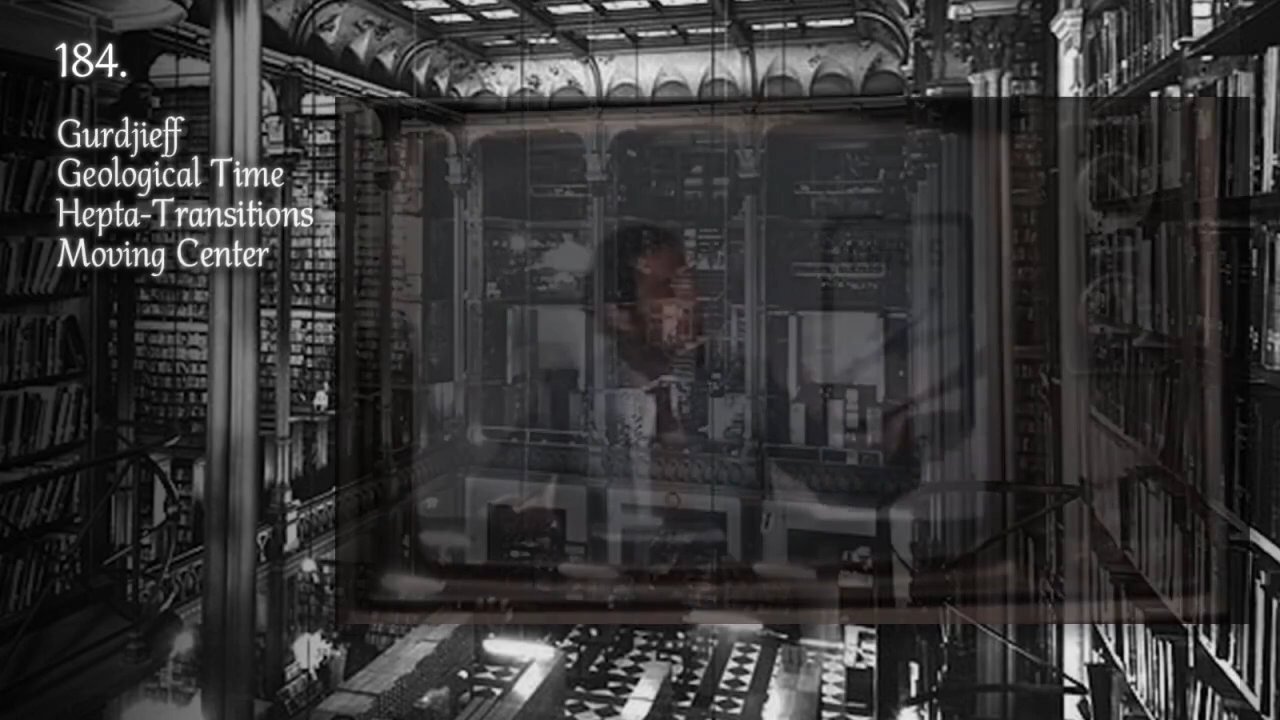 184.
Gurdjieff
Geological Time
Hepta-Transitions
Moving Center